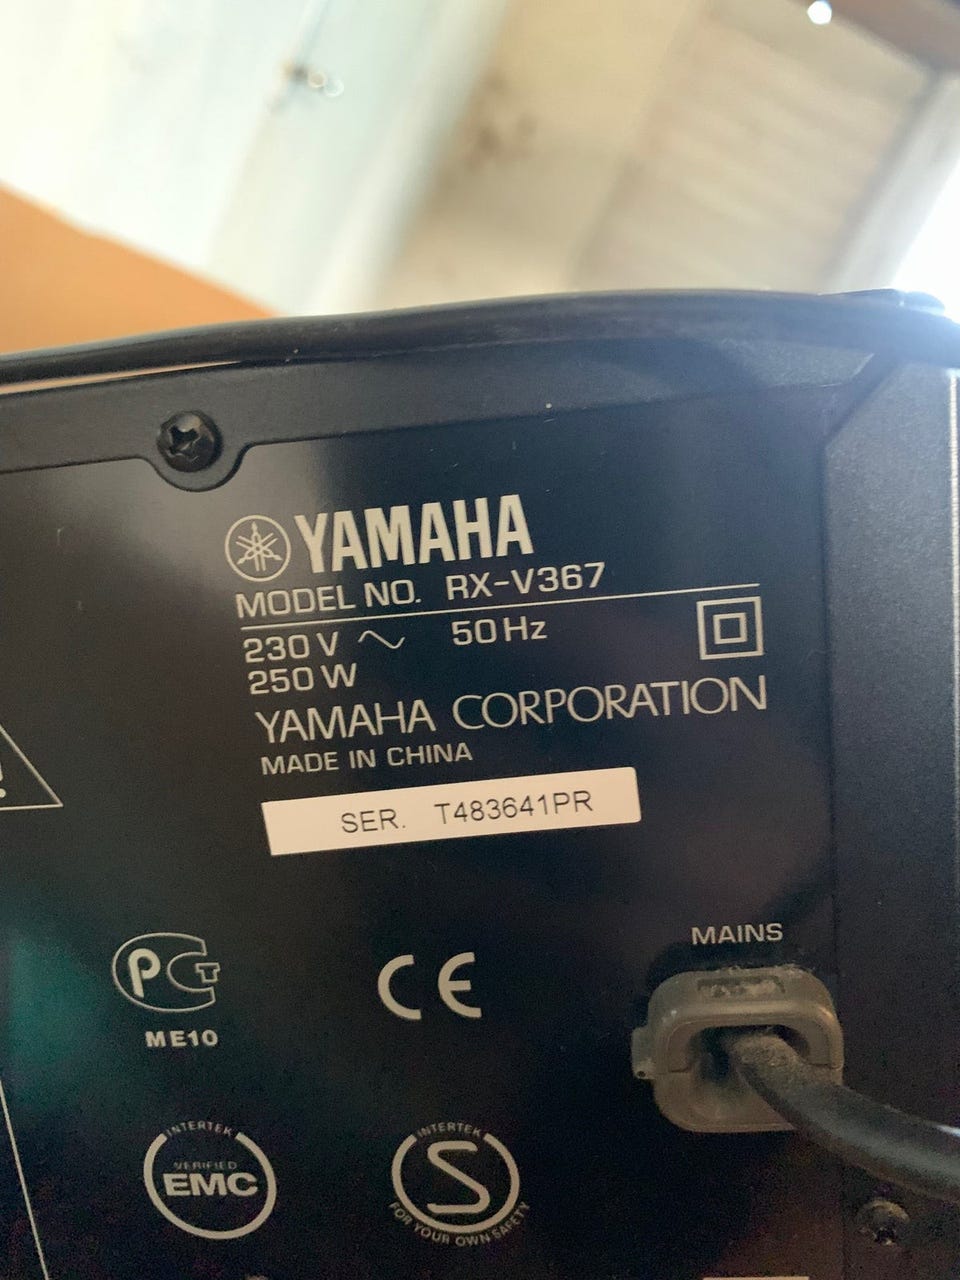 YAMAHA
MODEL NO. RX-V367
230 V ~ 50 Hz
250 W
YAMAHA CORPORATION
MADE IN CHINA
SER. T483641PR
MAINS
PCT
ME10
CE
INTERTEK
VERIFIED
EMC
INTERTEK
S
FOR YOUR OWN SAFETY